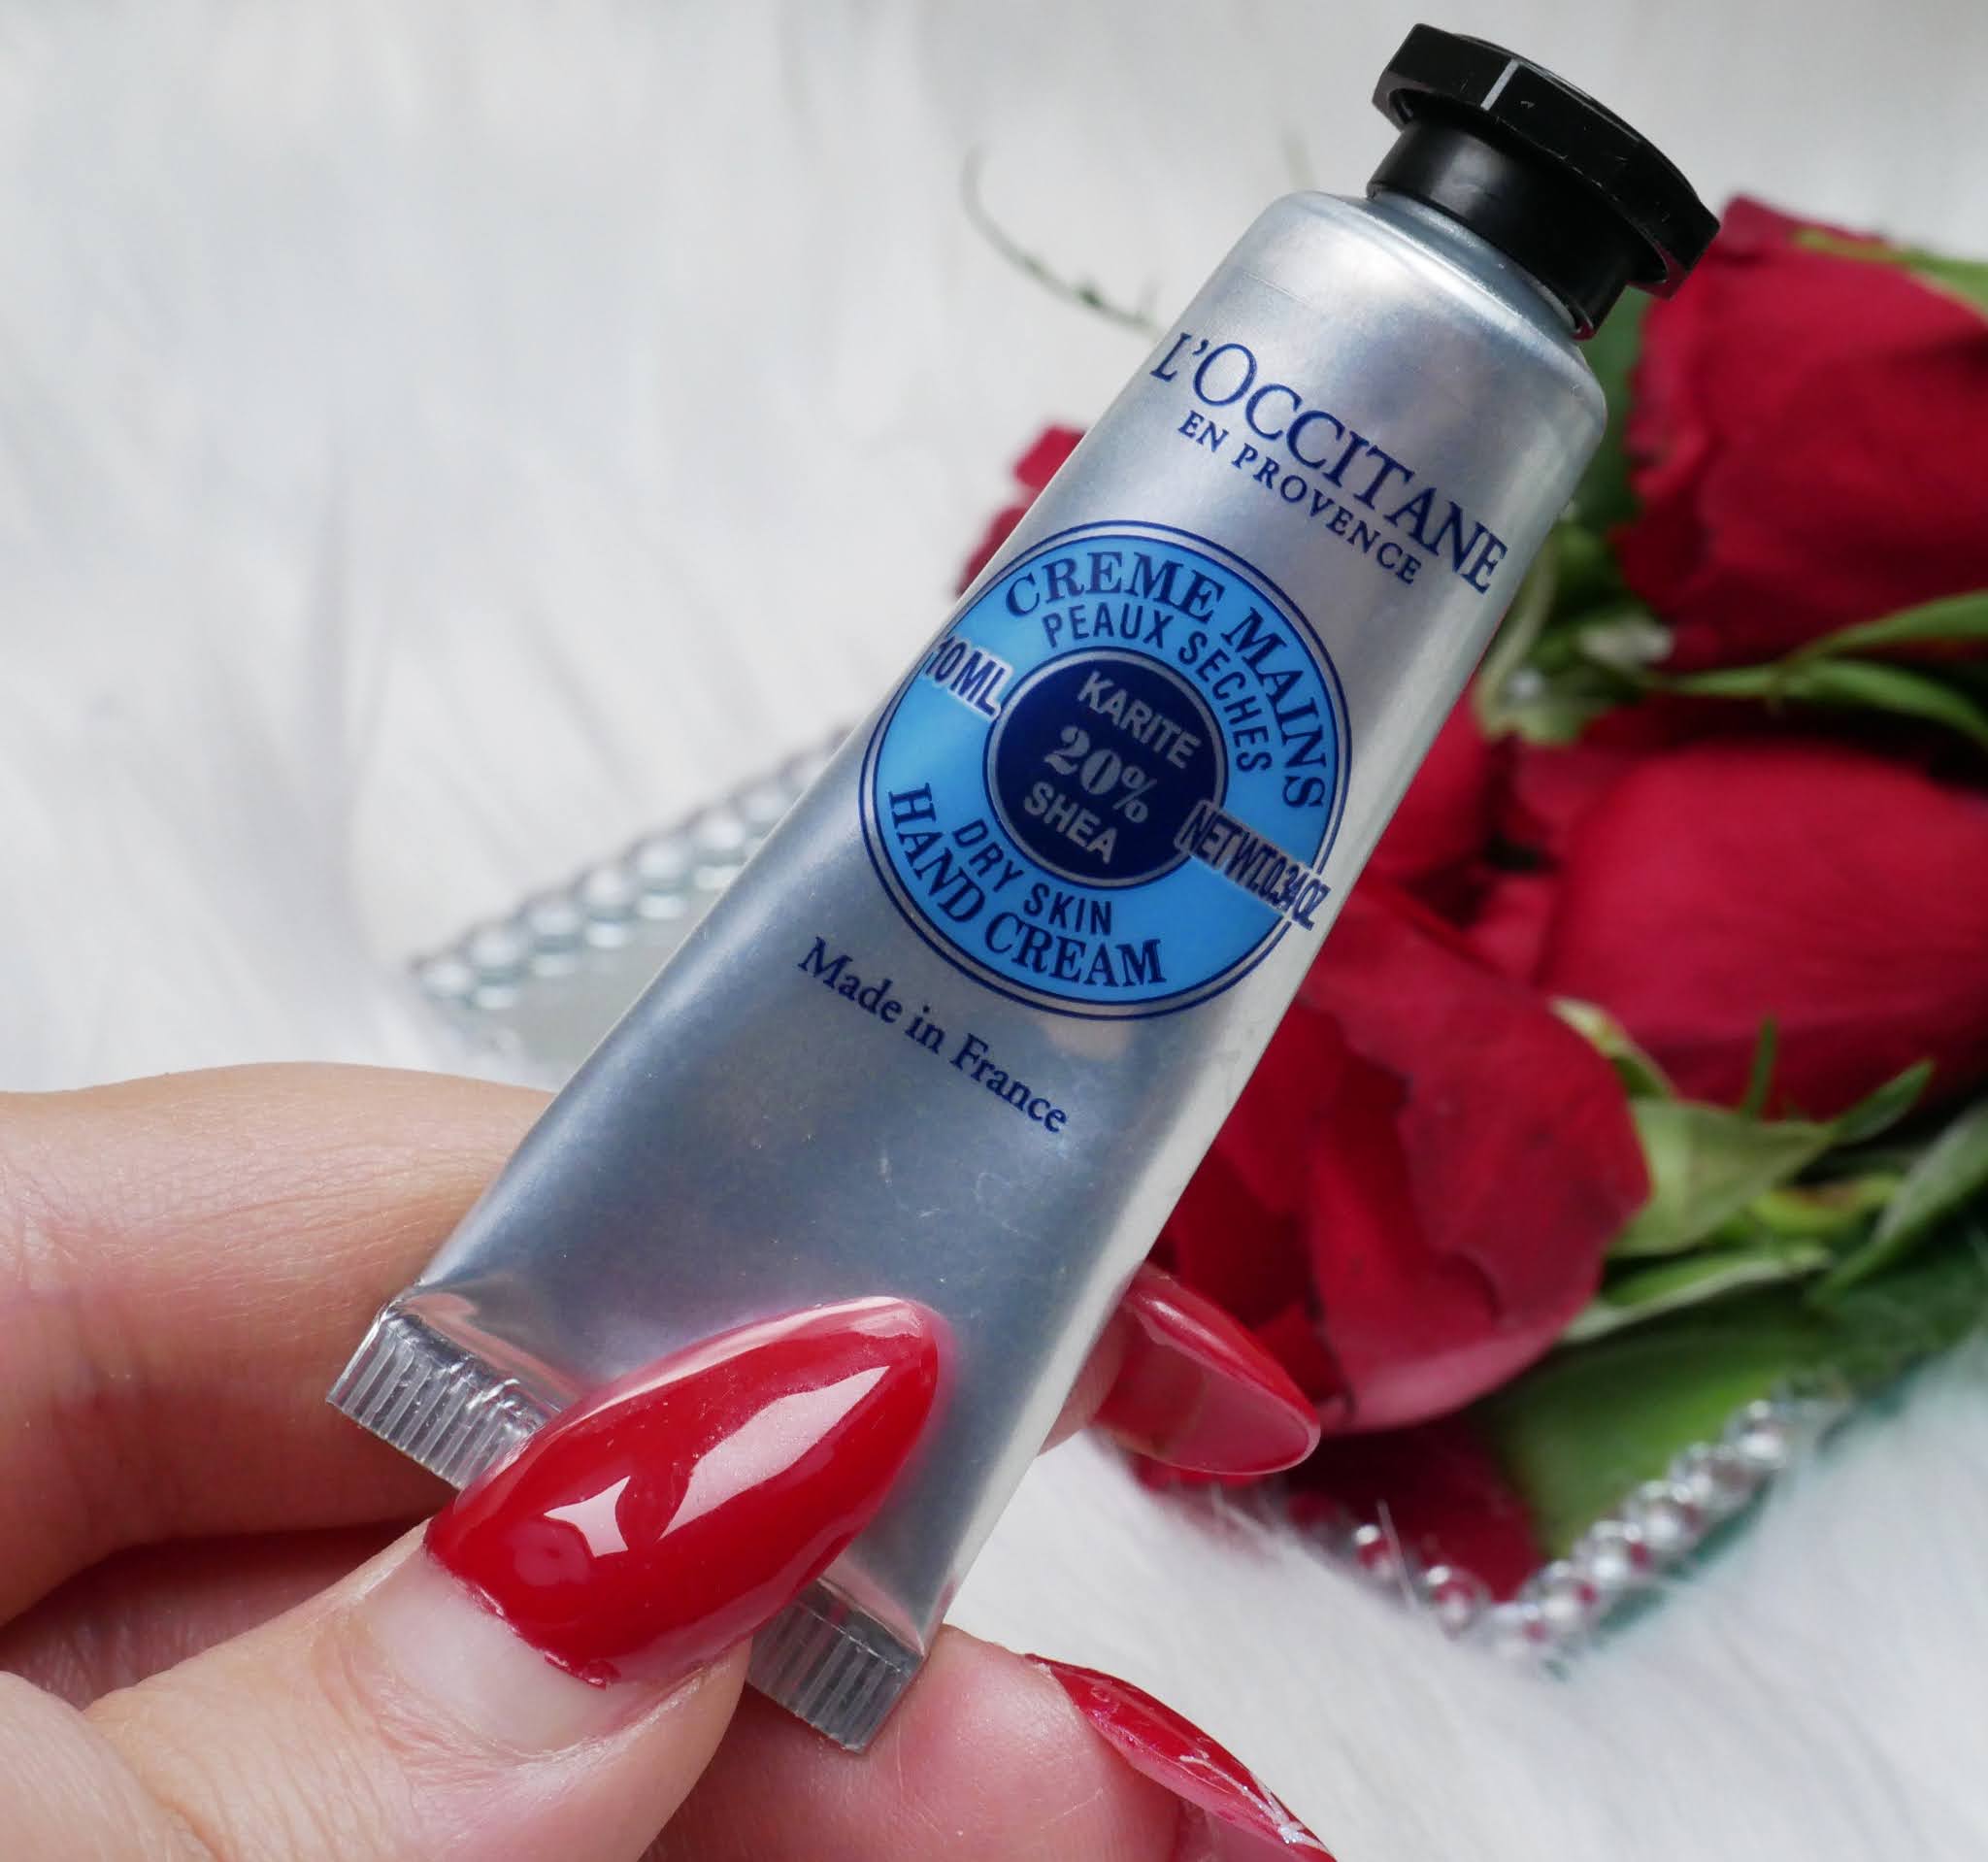 L'OCCITANE
EN PROVENCE
CREME MAINS
PEAUX SECHES
10 ML
KARITE
20%
SHEA
NET WT.0.34 OZ
DRY SKIN
HAND CREAM
Made in France